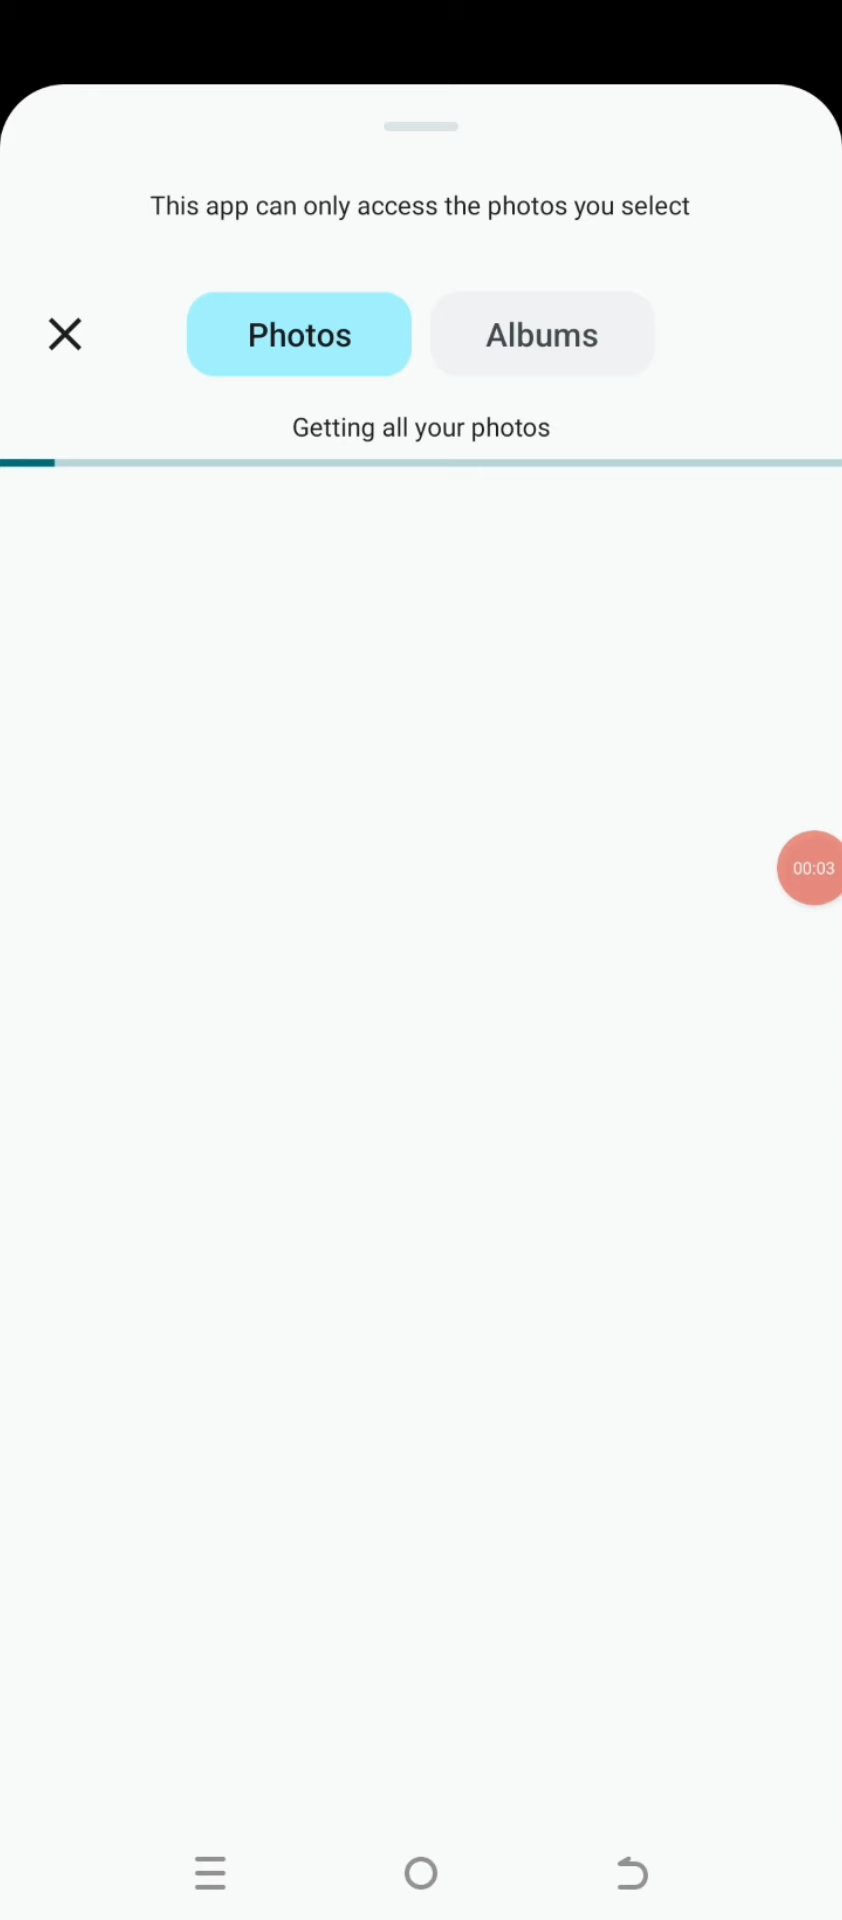 This app can only access the photos you select
Photos
Albums
Getting all your photos
00:03